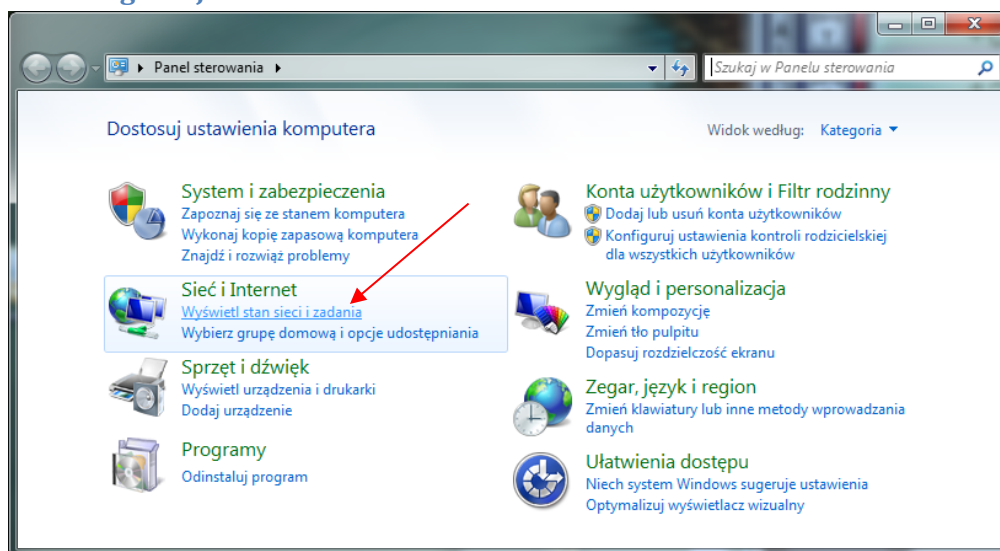 Panel sterowania
Szukaj w Panelu sterowania
Dostosuj ustawienia komputera
Widok według: Kategoria
System i zabezpieczenia
Zapoznaj się ze stanem komputera
Wykonaj kopię zapasową komputera
Znajdź i rozwiąż problemy
Sieć i Internet
Wyświetl stan sieci i zadania
Wybierz grupę domową i opcje udostępniania
Sprzęt i dźwięk
Wyświetl urządzenia i drukarki
Dodaj urządzenie
Programy
Odinstaluj program
Konta użytkowników i Filtr rodzinny
Dodaj lub usuń konta użytkowników
Konfiguruj ustawienia kontroli rodzicielskiej
dla wszystkich użytkowników
Wygląd i personalizacja
Zmień kompozycję
Zmień tło pulpitu
Dopasuj rozdzielczość ekranu
Zegar, język i region
Zmień klawiatury lub inne metody wprowadzania
danych
Ułatwienia dostępu
Niech system Windows sugeruje ustawienia
Optymalizuj wyświetlacz wizualny